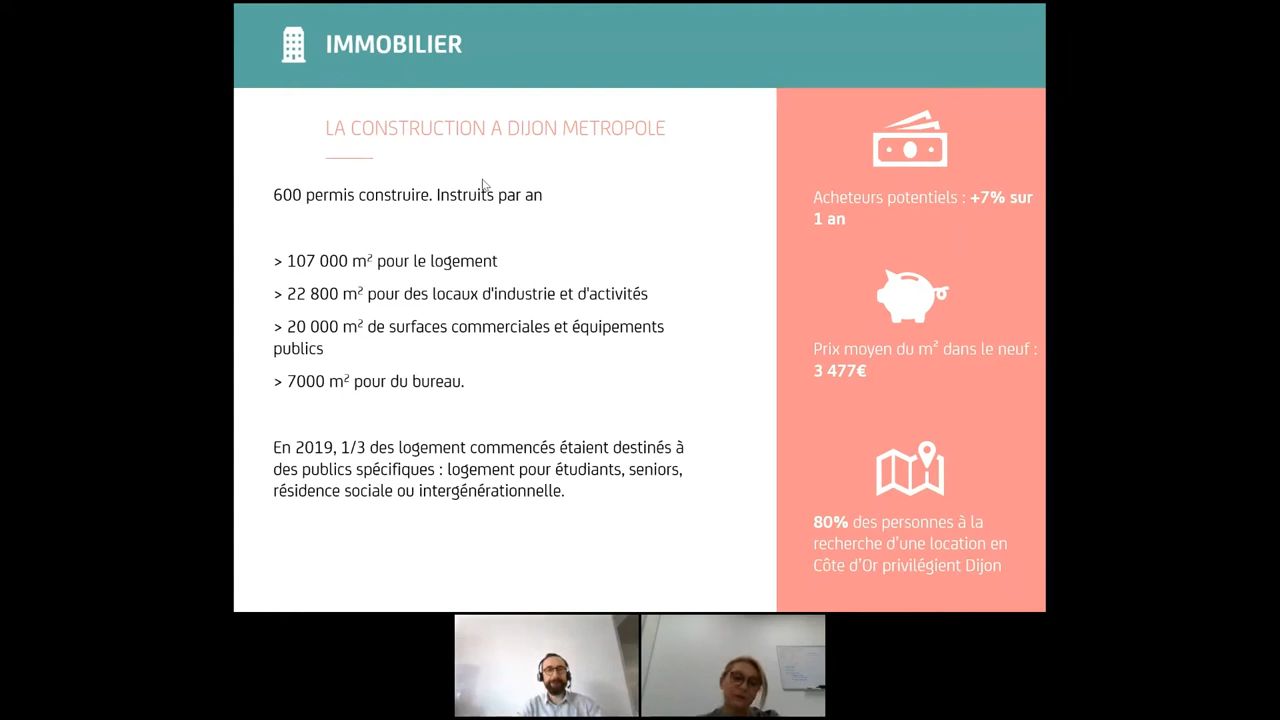 IMMOBILIER
LA CONSTRUCTION A DIJON METROPOLE
600 permis construire. Instruits par an
> 107 000 m² pour le logement
> 22 800 m² pour des locaux d'industrie et d'activités
> 20 000 m² de surfaces commerciales et équipements
publics
> 7000 m² pour du bureau.
En 2019, 1/3 des logement commencés étaient destinés à
des publics spécifiques : logement pour étudiants, seniors,
résidence sociale ou intergénérationnelle.
Acheteurs potentiels : +7% sur
1 an
Prix moyen du m² dans le neuf :
3 477€
80% des personnes à la
recherche d'une location en
Côte d'Or privilégient Dijon